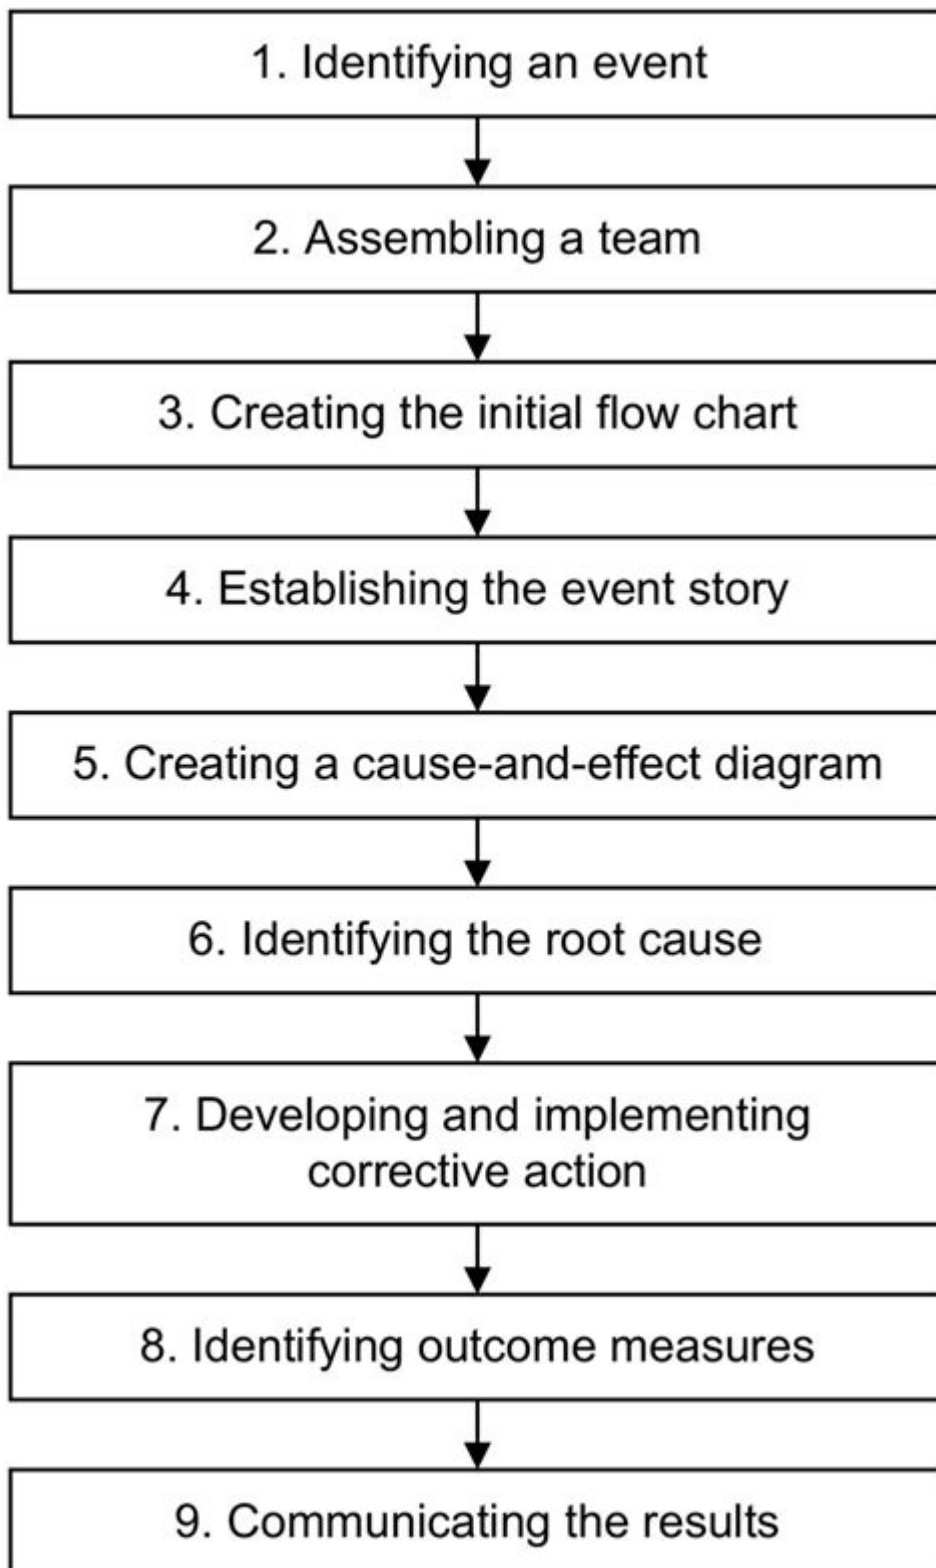 1. Identifying an event
2. Assembling a team
3. Creating the initial flow chart
4. Establishing the event story
5. Creating a cause-and-effect diagram
6. Identifying the root cause
7. Developing and implementing
corrective action
8. Identifying outcome measures
9. Communicating the results